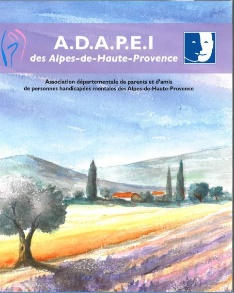 A.D.A.P.E.I
des Alpes-de-Haute-Provence
Association départementale de parents et d'amis
de personnes handicapées mentales des Alpes-de-Haute-Provence